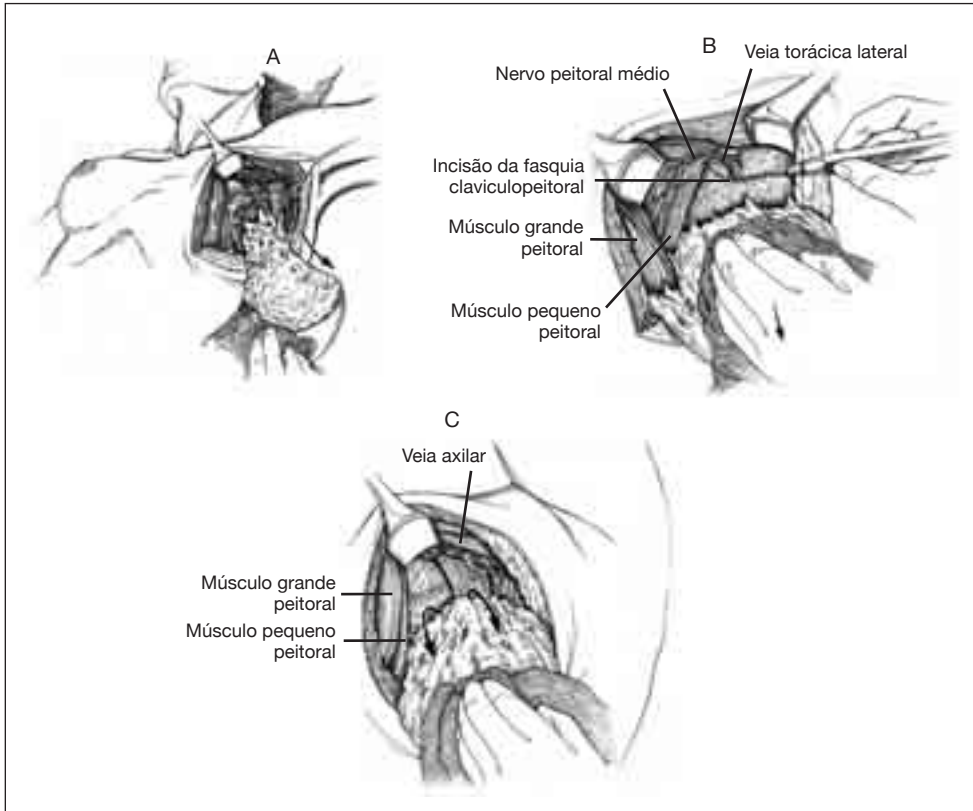 A
B
Veia torácica lateral
Nervo peitoral médio
Incisão da fasquia
claviculopeitoral
Músculo grande
peitoral
Músculo pequeno
peitoral
C
Veia axilar
Músculo grande
peitoral
Músculo pequeno
peitoral